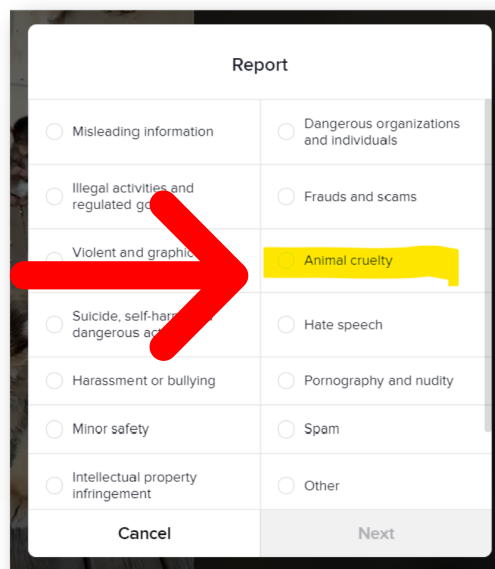 Report
Misleading information
Dangerous organizations
and individuals
Illegal activities and
regulated
Frauds and scams
Violent and graphic
Animal cruelty
Suicide,
dangerous
Hate speech
Harassment or bullying
Pornography and nudity
Minor safety
Spam
Intellectual property
infringement
Other
Cancel
Next